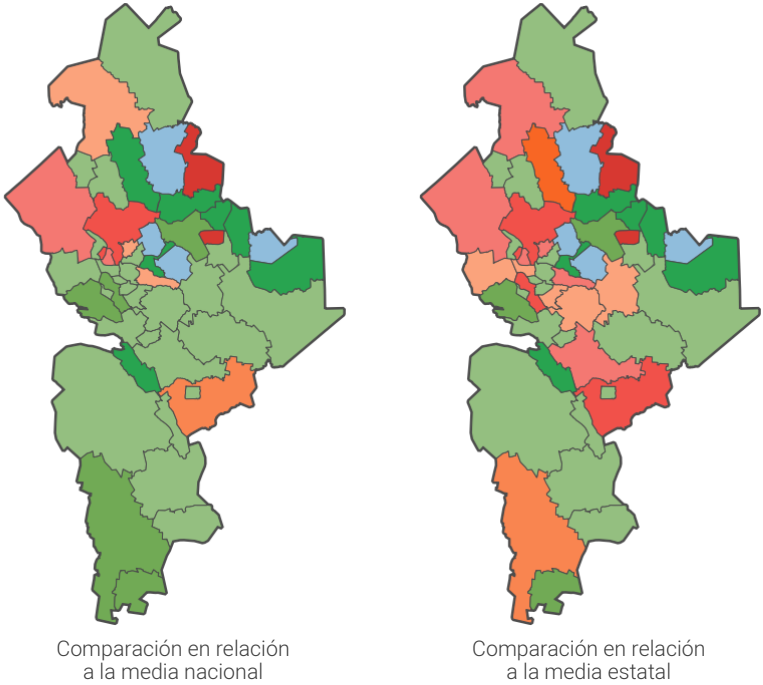 Comparación en relación
a la media nacional
Comparación en relación
a la media estatal